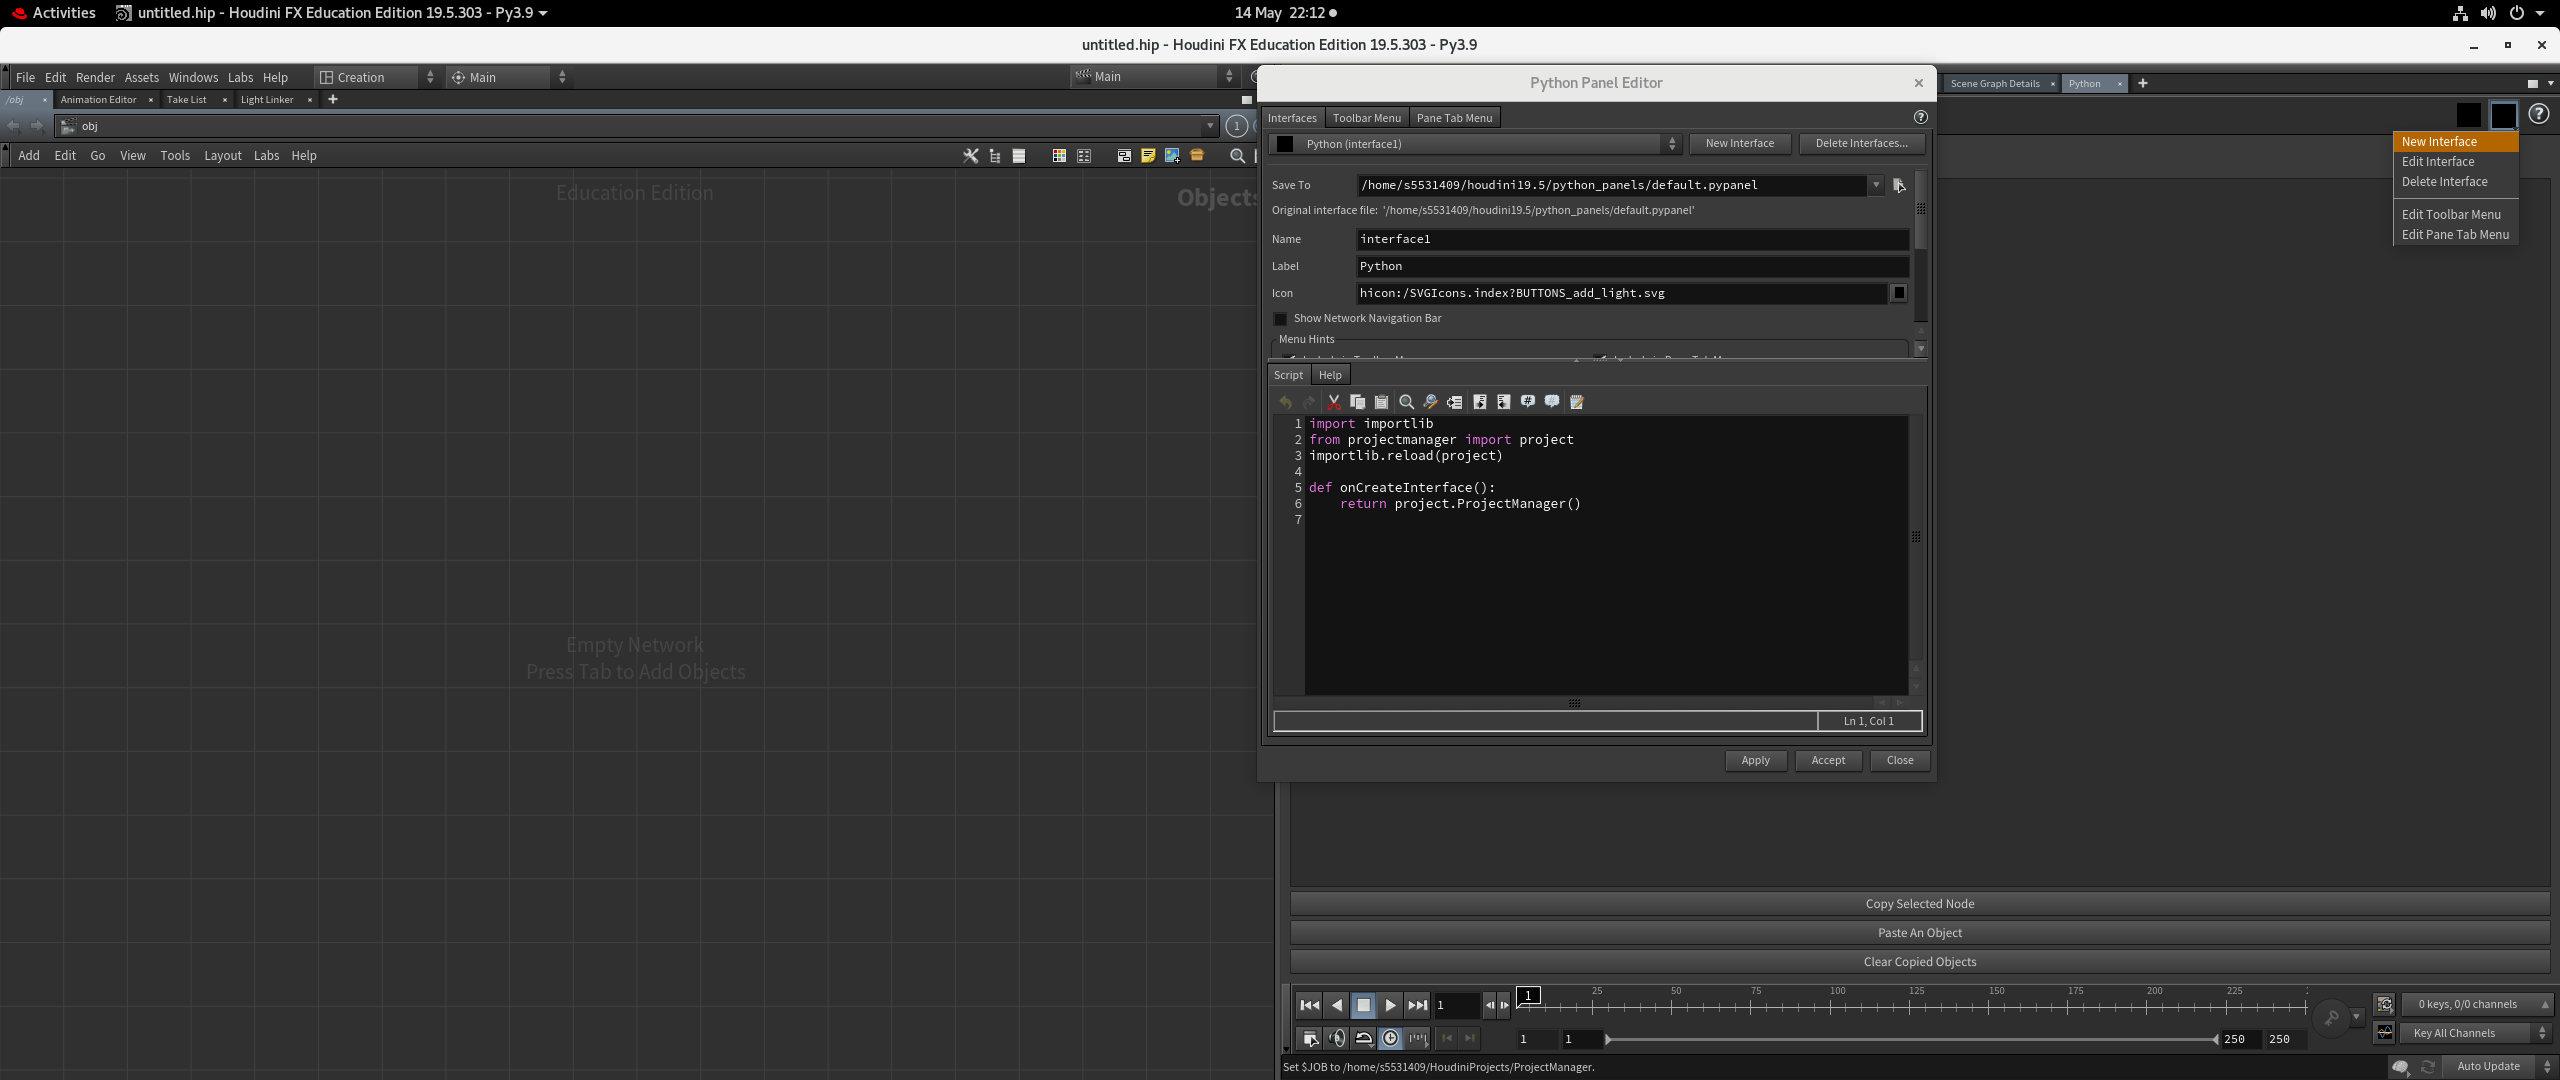 Activities untitled.hip - Houdini FX Education Edition 19.5.303 - Py3.9 14 May 22:12
untitled.hip - Houdini FX Education Edition 19.5.303 - Py3.9
File Edit Render Assets Windows Labs Help Creation Main Main
/obj Animation Editor Take List Light Linker
obj 1
Add Edit Go View Tools Layout Labs Help
Education Edition
Objects
Empty Network
Press Tab to Add Objects
Python Panel Editor
Interfaces Toolbar Menu Pane Tab Menu
Python (interface1) New Interface Delete Interfaces...
Save To /home/s5531409/houdini19.5/python_panels/default.pypanel
Original interface file: '/home/s5531409/houdini19.5/python_panels/default.pypanel'
Name interface1
Label Python
Icon hicon:/SVGIcons.index?BUTTONS_add_light.svg
Show Network Navigation Bar
Menu Hints
Script Help
1 import importlib
2 from projectmanager import project
3 importlib.reload(project)
4
5 def onCreateInterface():
6 return project.ProjectManager()
7
Ln 1, Col 1
Apply Accept Close
Scene Graph Details Python
New Interface
Edit Interface
Delete Interface
Edit Toolbar Menu
Edit Pane Tab Menu
Copy Selected Node
Paste An Object
Clear Copied Objects
1 1 25 50 75 100 125 150 175 200 225
0 keys, 0/0 channels
1 1 250 250 Key All Channels
Set $JOB to /home/s5531409/HoudiniProjects/ProjectManager. Auto Update